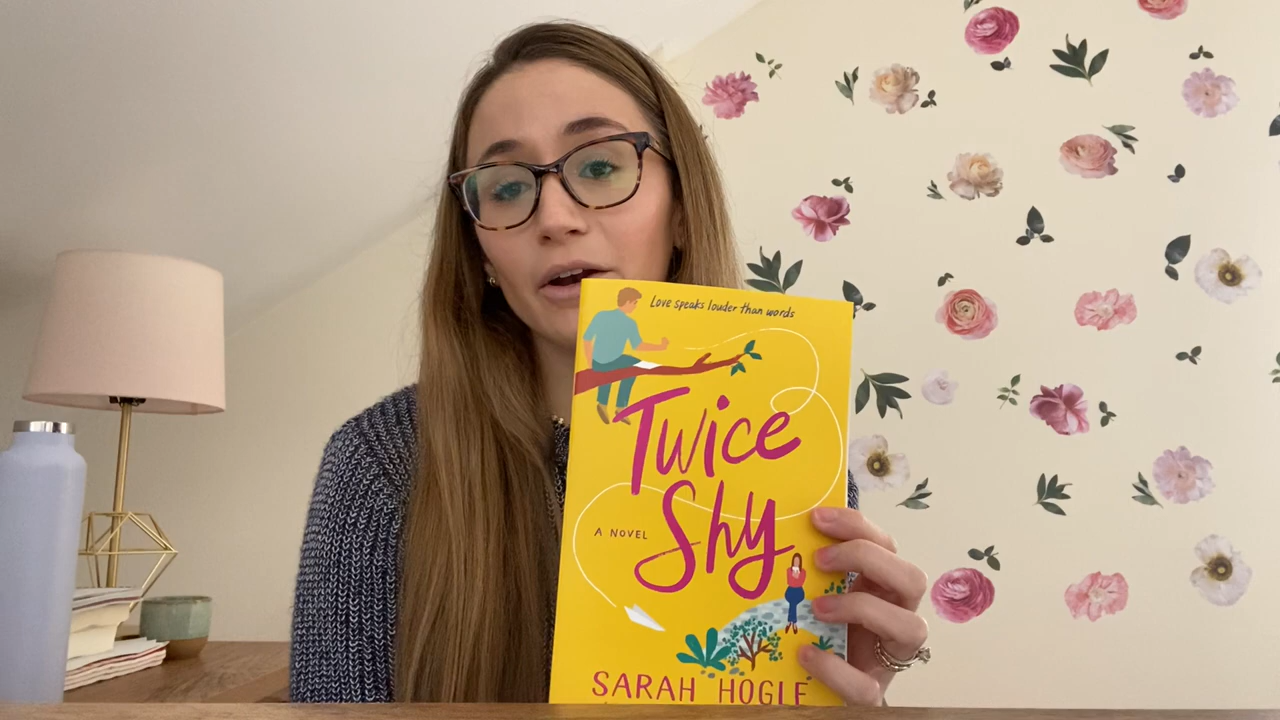 Love speaks louder than words
Twice
Shy
A NOVEL
SARAH HOGLE